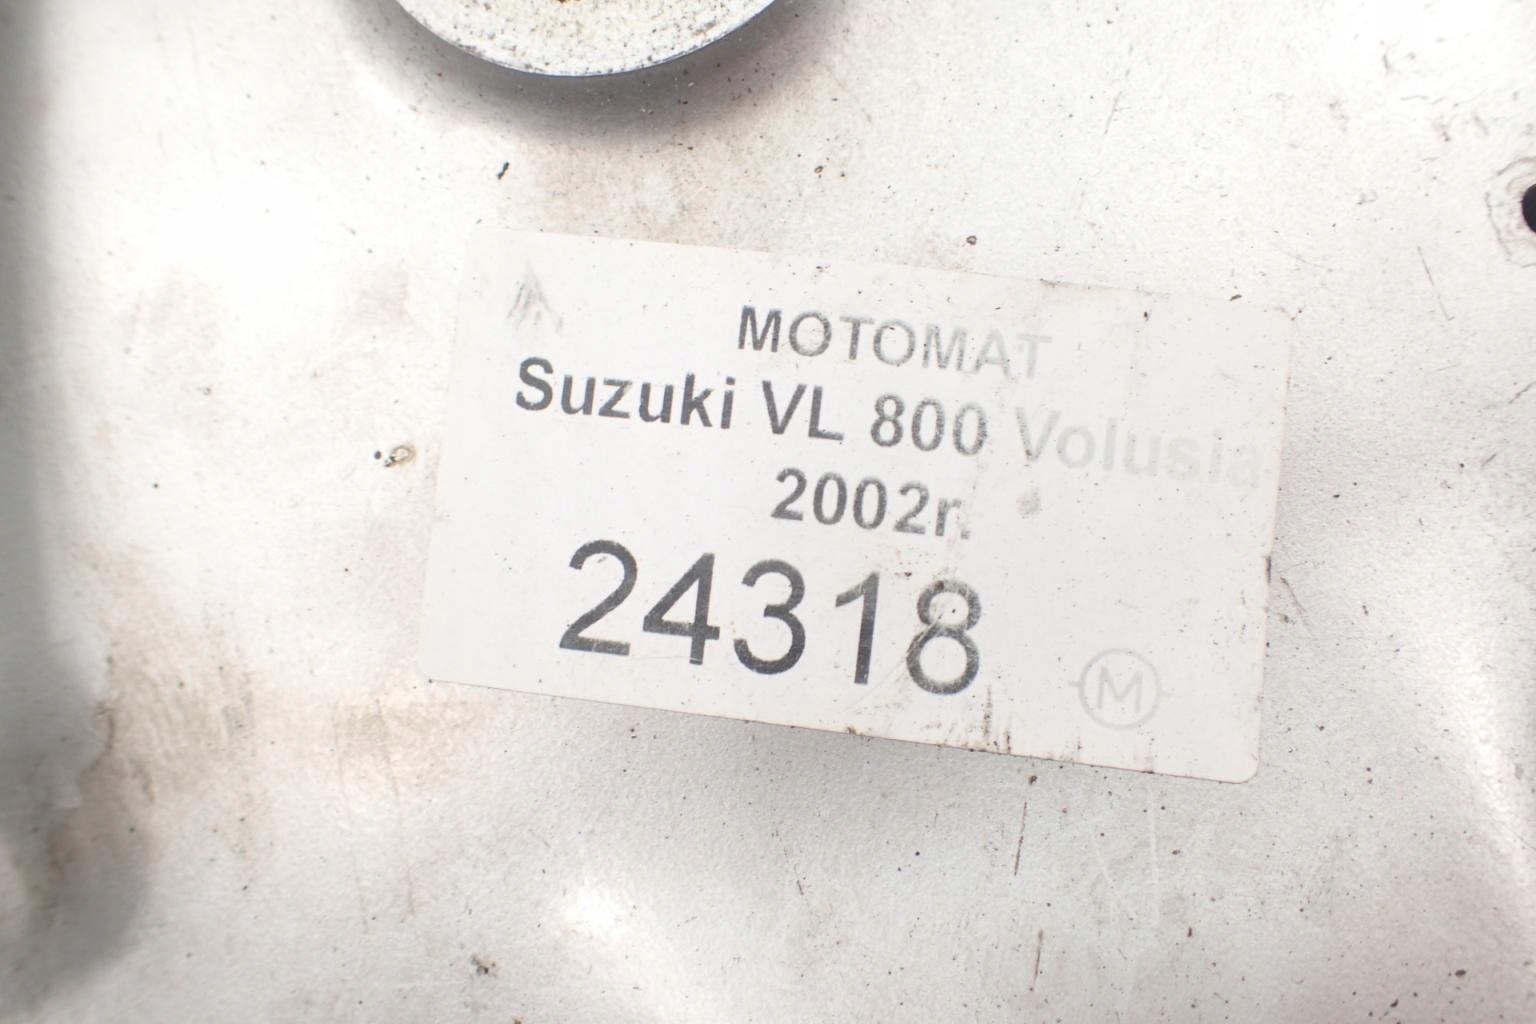 MOTOMAT
Suzuki VL 800 Volusia
2002r.
24318
M